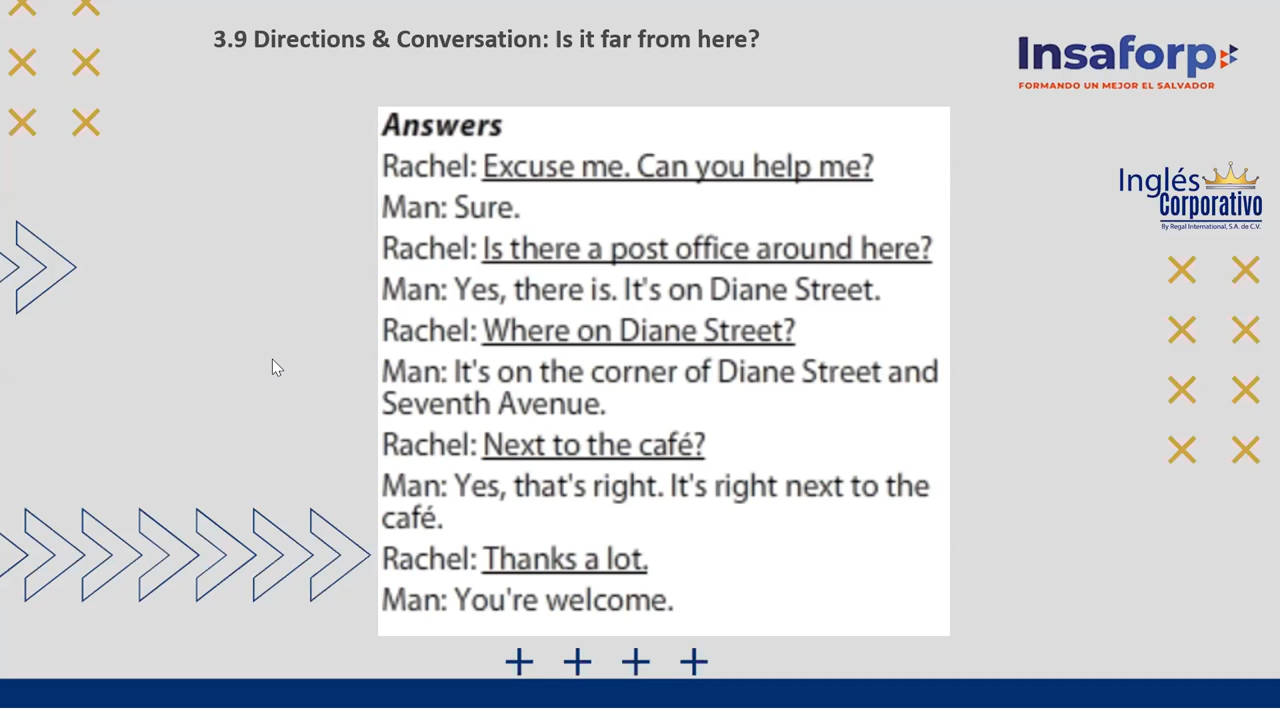 3.9 Directions & Conversation: Is it far from here?
Insaforp
FORMANDO UN MEJOR EL SALVADOR
Inglés
Corporativo
By Regal International, S.A. de C.V.
Answers
Rachel: Excuse me. Can you help me?
Man: Sure.
Rachel: Is there a post office around here?
Man: Yes, there is. It's on Diane Street.
Rachel: Where on Diane Street?
Man: It's on the corner of Diane Street and
Seventh Avenue.
Rachel: Next to the café?
Man: Yes, that's right. It's right next to the
café.
Rachel: Thanks a lot.
Man: You're welcome.